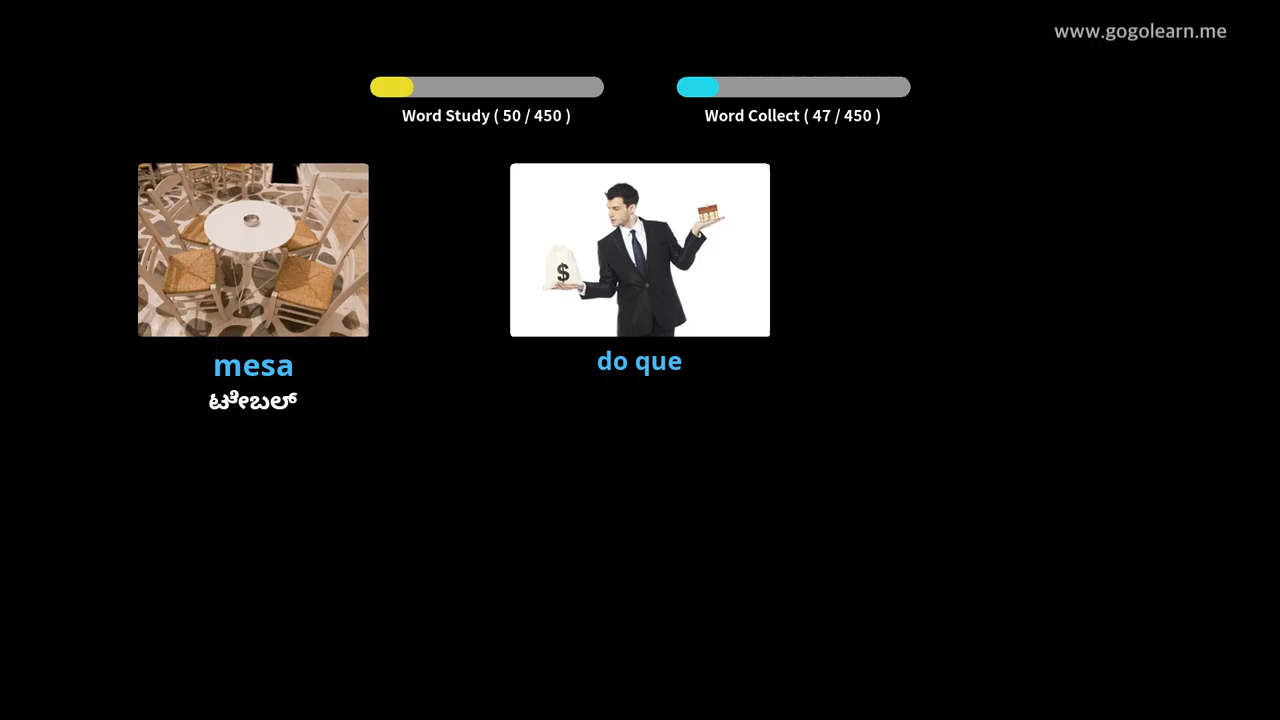 www.gogolearn.me
Word Study ( 50 / 450 )
Word Collect ( 47 / 450 )
$
mesa
ಟೇಬಲ್
do que